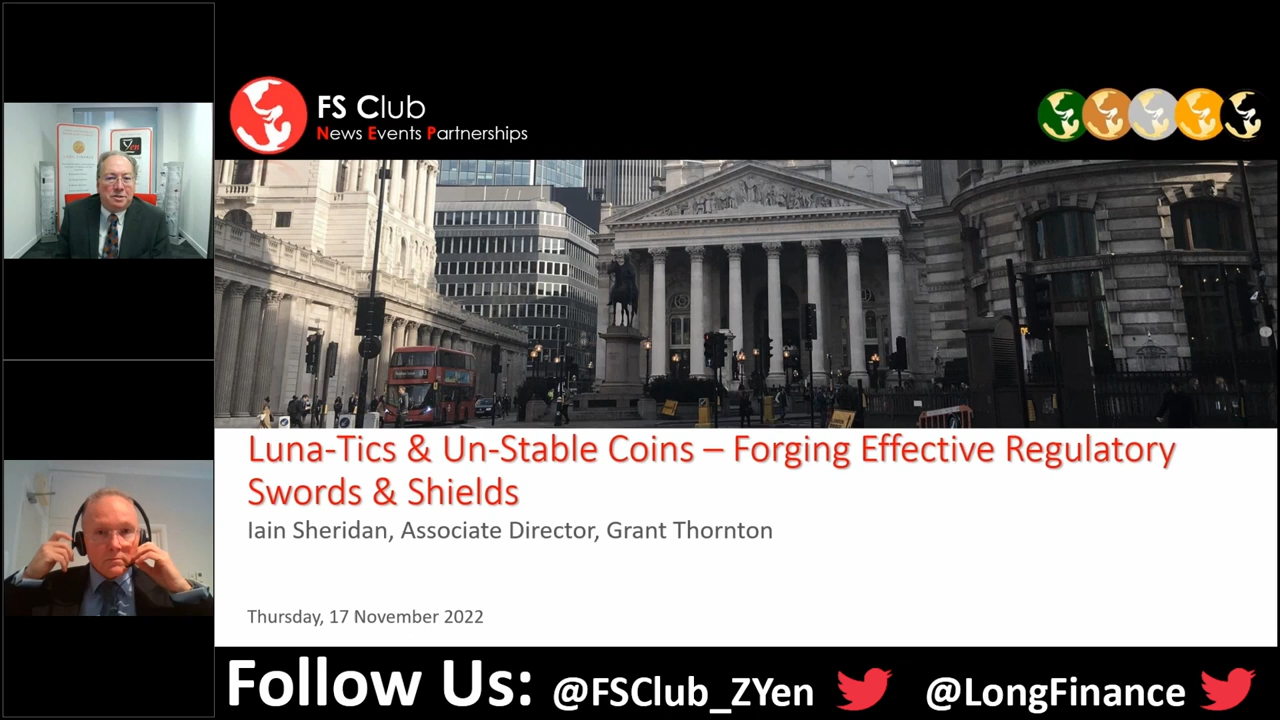 FS Club
News Events Partnerships
Luna-Tics & Un-Stable Coins – Forging Effective Regulatory
Swords & Shields
Iain Sheridan, Associate Director, Grant Thornton
Thursday, 17 November 2022
Follow Us: @FSClub_ZYen @LongFinance